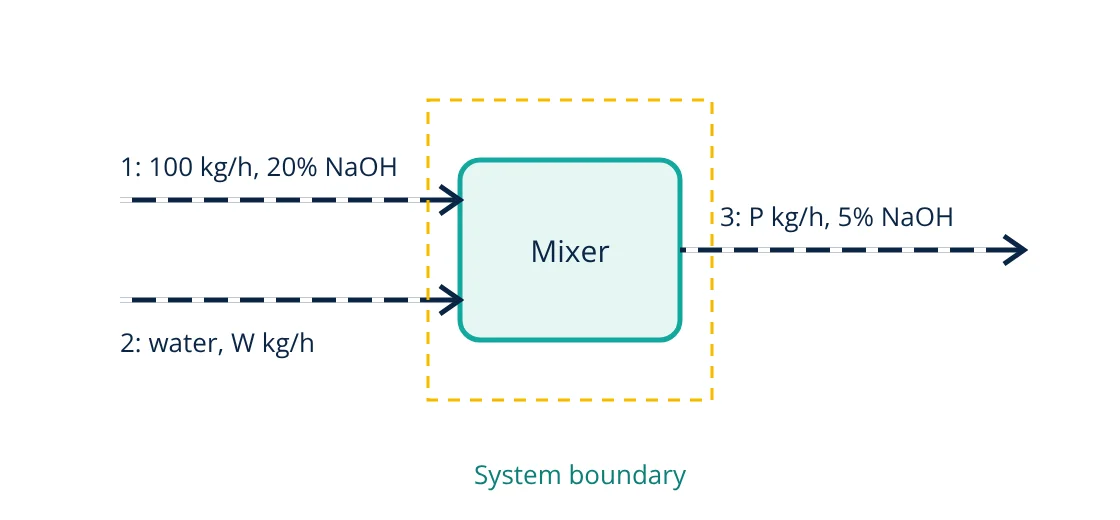 1: 100 kg/h, 20% NaOH
Mixer
3: P kg/h, 5% NaOH
2: water, W kg/h
System boundary